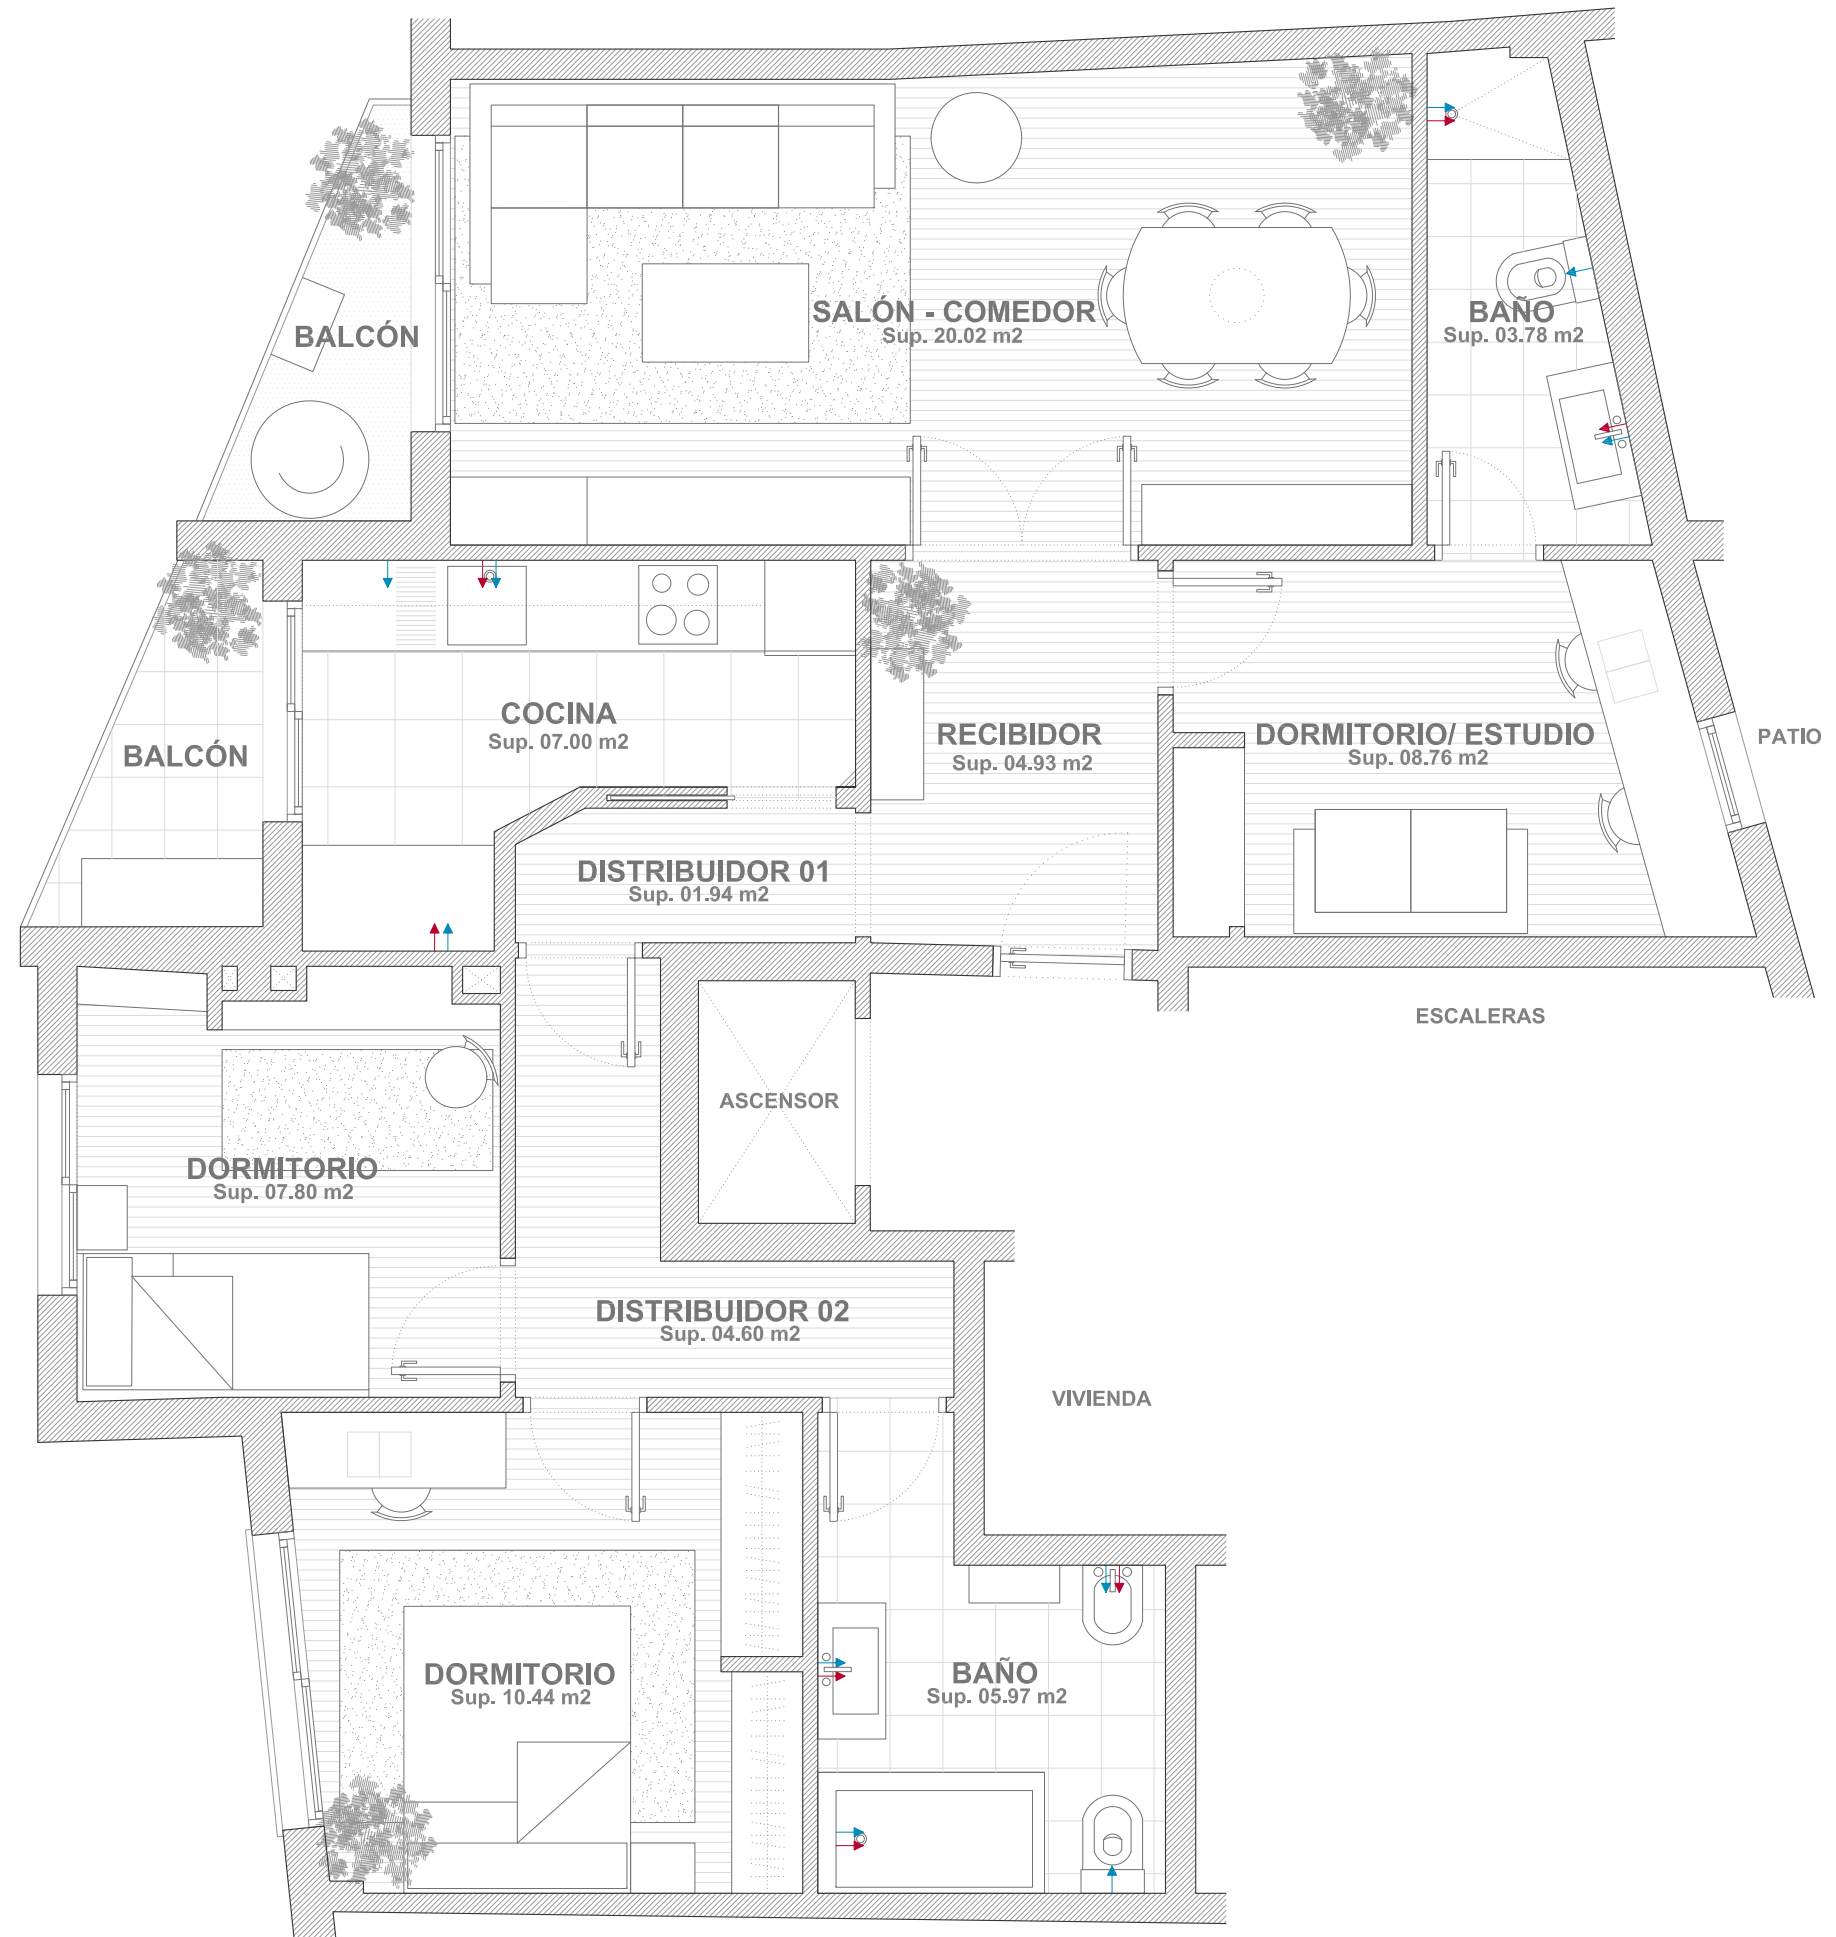 SALÓN - COMEDOR
Sup. 20.02 m2
BAÑO
Sup. 03.78 m2
BALCÓN
COCINA
Sup. 07.00 m2
RECIBIDOR
Sup. 04.93 m2
DORMITORIO/ ESTUDIO
Sup. 08.76 m2
PATIO
BALCÓN
DISTRIBUIDOR 01
Sup. 01.94 m2
ESCALERAS
ASCENSOR
DORMITORIO
Sup. 07.80 m2
DISTRIBUIDOR 02
Sup. 04.60 m2
VIVIENDA
DORMITORIO
Sup. 10.44 m2
BAÑO
Sup. 05.97 m2